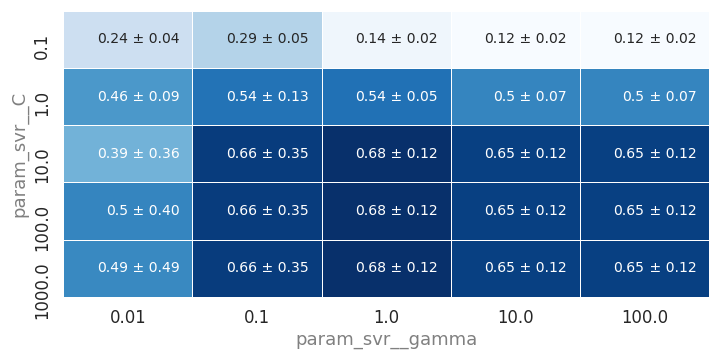 param_svr__C
0.1 0.24 ± 0.04 0.29 ± 0.05 0.14 ± 0.02 0.12 ± 0.02 0.12 ± 0.02
1.0 0.46 ± 0.09 0.54 ± 0.13 0.54 ± 0.05 0.5 ± 0.07 0.5 ± 0.07
10.0 0.39 ± 0.36 0.66 ± 0.35 0.68 ± 0.12 0.65 ± 0.12 0.65 ± 0.12
100.0 0.5 ± 0.40 0.66 ± 0.35 0.68 ± 0.12 0.65 ± 0.12 0.65 ± 0.12
1000.0 0.49 ± 0.49 0.66 ± 0.35 0.68 ± 0.12 0.65 ± 0.12 0.65 ± 0.12
0.01 0.1 1.0 10.0 100.0
param_svr__gamma